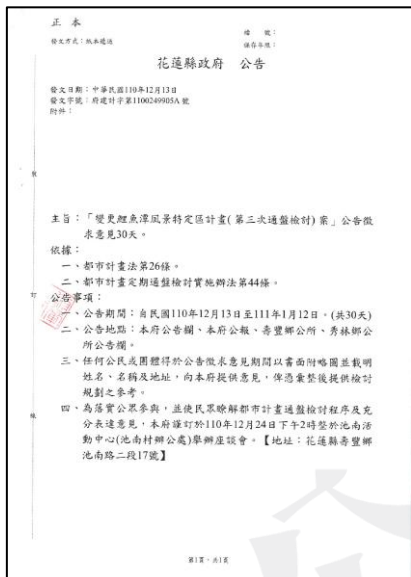 正　本
發文方式：紙本遞送
檔　號：
保存年限：
花蓮縣政府　公告
發文日期：中華民國110年12月13日
發文字號：府建計字第1100249905A號
附件：
主旨：「變更鯉魚潭風景特定區計畫(第三次通盤檢討)案」公告徵
求意見30天。
依據：
一、都市計畫法第26條。
二、都市計畫定期通盤檢討實施辦法第44條。
公告事項：
一、公告期間：自民國110年12月13日至111年1月12日。(共30天)
二、公告地點：本府公告欄、本府公報、壽豐鄉公所、秀林鄉公
所公告欄。
三、任何公民或團體得於公告徵求意見期間以書面附略圖並載明
姓名、名稱及地址，向本府提供意見，俾憑彙整後提供檢討
規劃之參考。
四、為落實公眾參與，並使民眾瞭解都市計畫通盤檢討程序及充
分表達意見，本府謹訂於110年12月24日下午2時整於池南活
動中心(池南村辦公處)舉辦座談會。【地址：花蓮縣壽豐鄉
池南路二段17號】
裝
訂
線
第1頁，共1頁